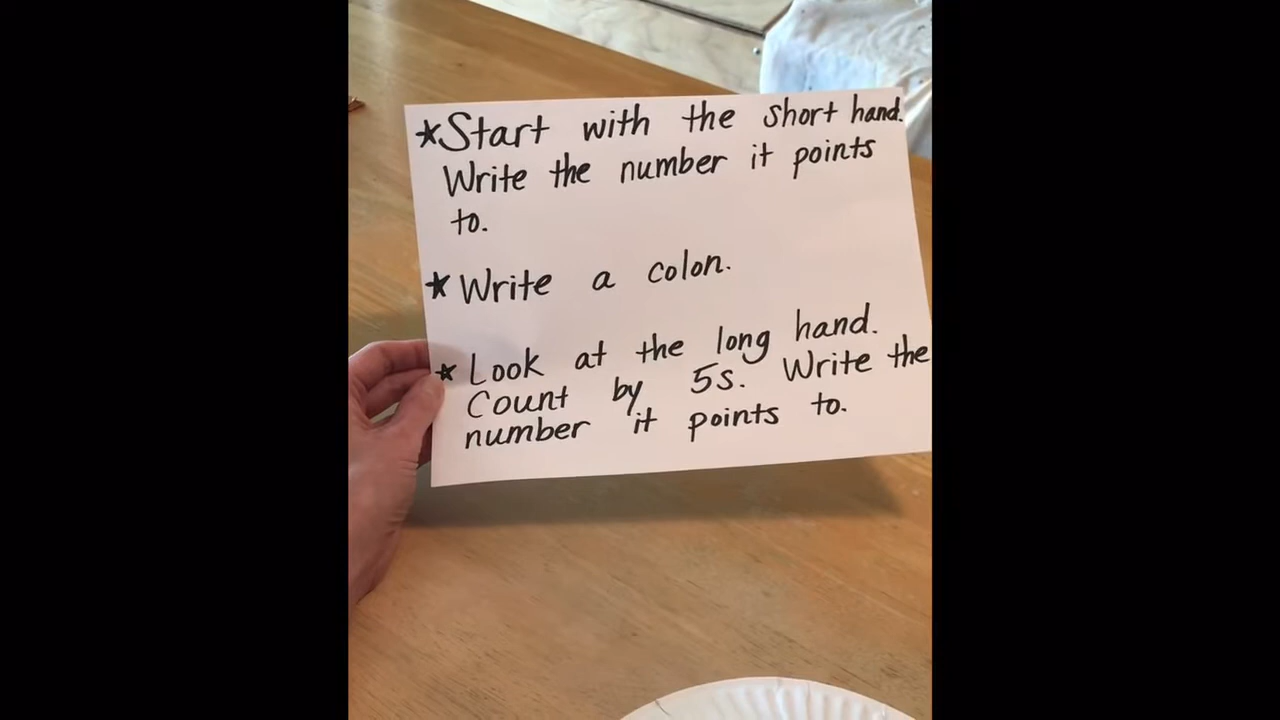 *Start with the short hand.
Write the number it points
to.
*Write a colon.
*Look at the long hand.
Count by 5s. Write the
number it points to.